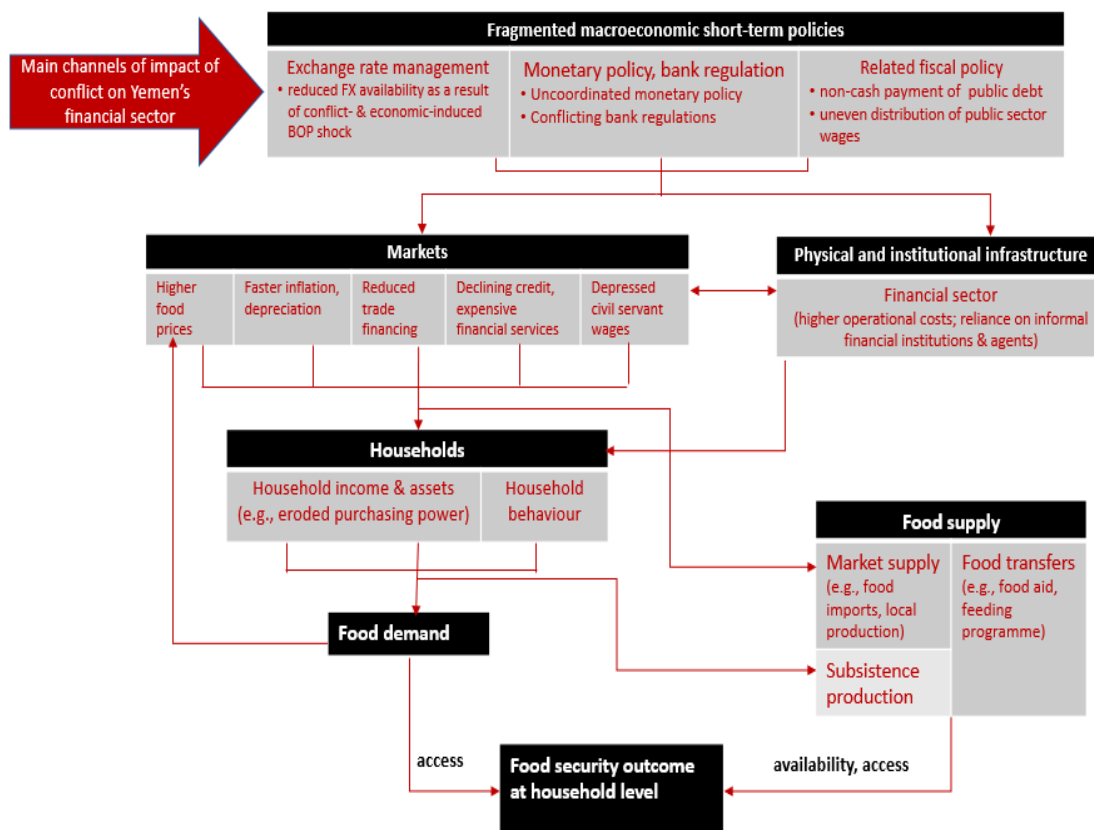 Main channels of impact of
conflict on Yemen's
financial sector
Fragmented macroeconomic short-term policies
Exchange rate management
• reduced FX availability as a result
of conflict- & economic-induced
BOP shock
Monetary policy, bank regulation
• Uncoordinated monetary policy
• Conflicting bank regulations
Related fiscal policy
• non-cash payment of public debt
• uneven distribution of public sector
wages
Markets
Higher
food
prices
Faster inflation,
depreciation
Reduced
trade
financing
Declining credit,
expensive
financial services
Depressed
civil servant
wages
Physical and institutional infrastructure
Financial sector
(higher operational costs; reliance on informal
financial institutions & agents)
Households
Household income & assets
(e.g., eroded purchasing power)
Household
behaviour
Food supply
Market supply
(e.g., food
imports, local
production)
Food transfers
(e.g., food aid,
feeding
programme)
Subsistence
production
Food demand
access
Food security outcome
at household level
availability, access